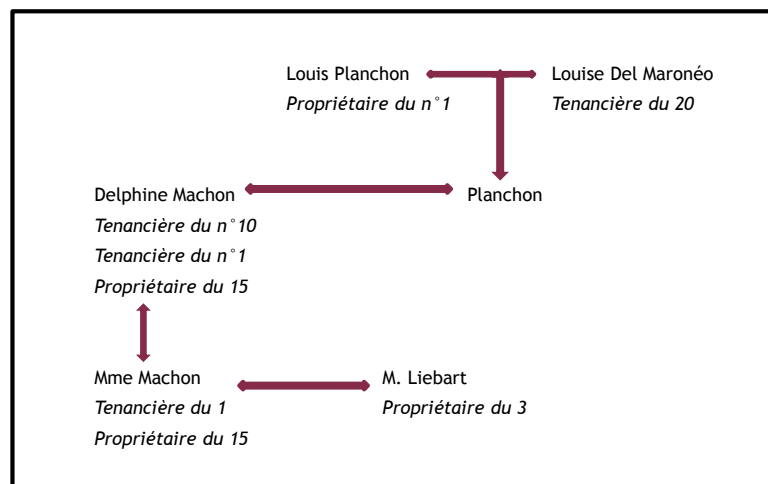 Louis Planchon
Propriétaire du n°1
Louise Del Maronéo
Tenancière du 20
Delphine Machon
Tenancière du n°10
Tenancière du n°1
Propriétaire du 15
Planchon
Mme Machon
Tenancière du 1
Propriétaire du 15
M. Liebart
Propriétaire du 3